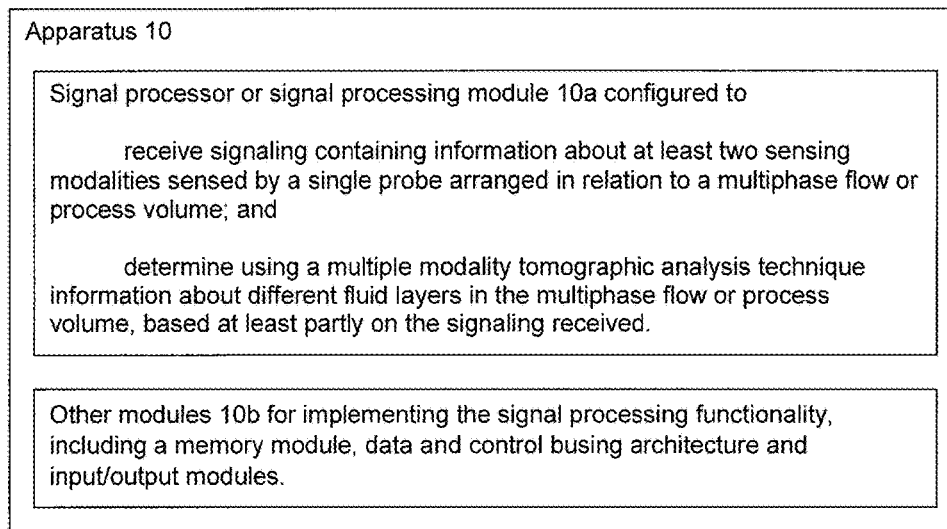 Apparatus 10
Signal processor or signal processing module 10a configured to
receive signaling containing information about at least two sensing
modalities sensed by a single probe arranged in relation to a multiphase flow or
process volume; and
determine using a multiple modality tomographic analysis technique
information about different fluid layers in the multiphase flow or process
volume, based at least partly on the signaling received.
Other modules 10b for implementing the signal processing functionality,
including a memory module, data and control busing architecture and
input/output modules.